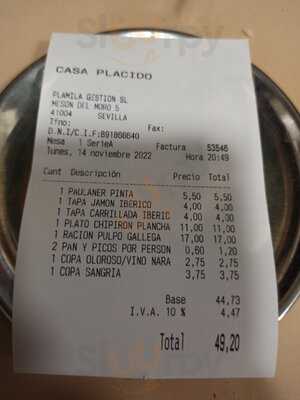 CASA PLACIDO
PLAMILA GESTION SL
MESON DEL MORO 5
41004 SEVILLA
Tfno: Fax:
D.N.I/C.I.F:B91866640
Mesa 1 SerieA Factura 53546
lunes, 14 noviembre 2022 Hora 20:49
Cant Descripción Precio Total
1 PAULANER PINTA 5,50 5,50
1 TAPA JAMON IBERICO 4,00 4,00
1 TAPA CARRILLADA IBERIC 4,00 4,00
1 PLATO CHIPIRON PLANCHA 11,00 11,00
1 RACION PULPO GALLEGA 17,00 17,00
2 PAN Y PICOS POR PERSON 0,60 1,20
1 COPA OLOROSO/VINO NARA 2,75 2,75
1 COPA SANGRIA 3,75 3,75
Base 44,73
I.V.A. 10 % 4,47
Total 49,20